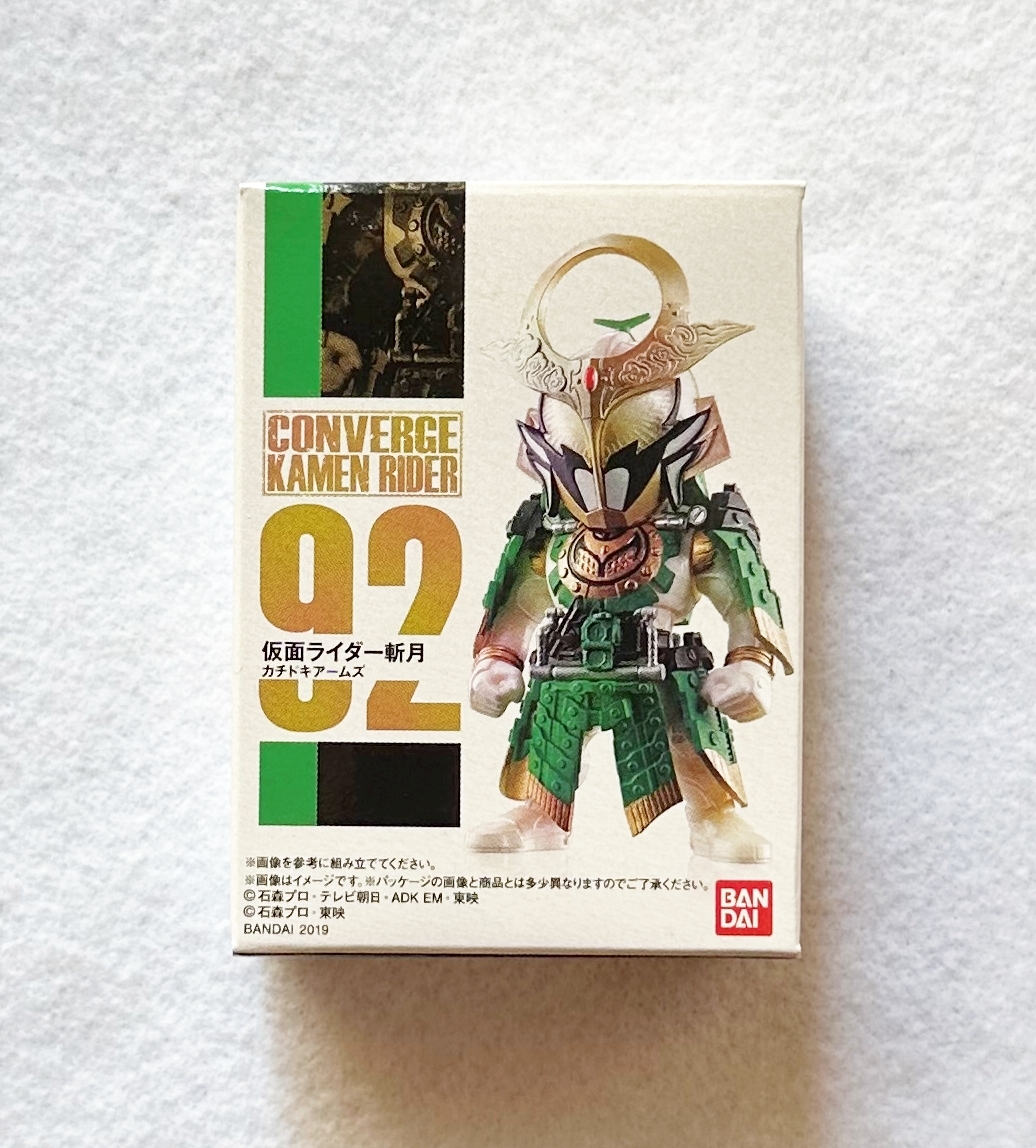 CONVERGE
KAMEN RIDER
92
仮面ライダー斬月
カチドキアームズ
※画像を参考に組み立ててください。
※画像はイメージです。※パッケージの画像と商品とは多少異なりますのでご了承ください。
©石森プロ・テレビ朝日・ADK EM・東映
©石森プロ・東映
BANDAI 2019
BAN
DAI